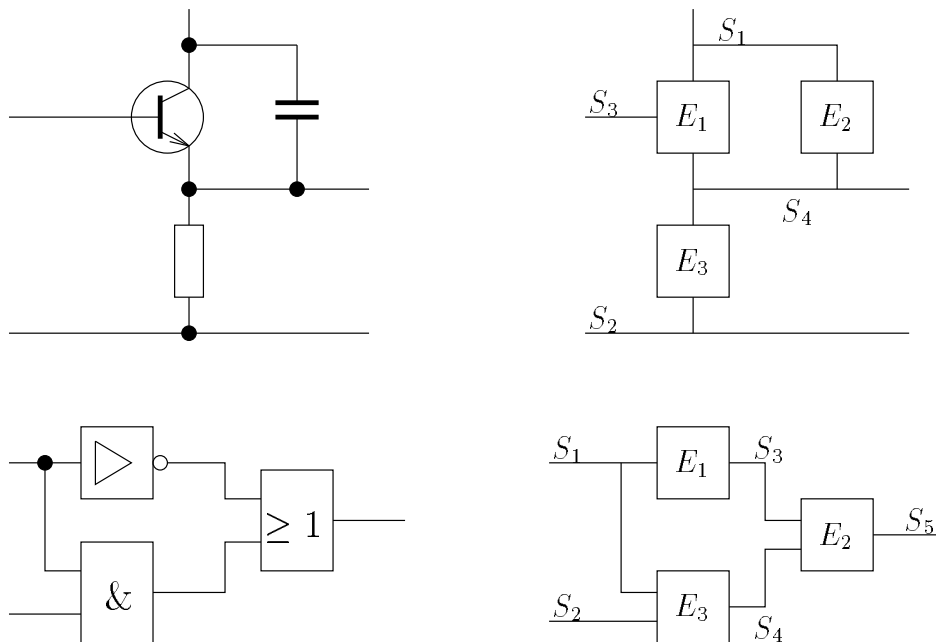 S₁
S₃ E₁ E₂
S₄
E₃
S₂
S₁ E₁ S₃
≥ 1 E₂ S₅
& S₂ E₃ S₄